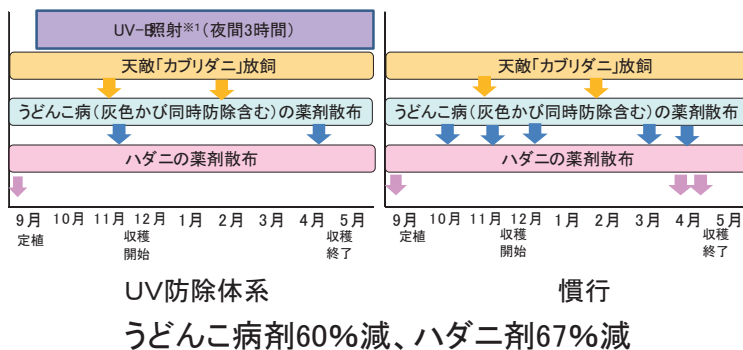 UV-B照射※1(夜間3時間)
天敵「カブリダニ」放飼
うどんこ病(灰色かび同時防除含む)の薬剤散布
ハダニの薬剤散布
9月 10月 11月 12月 1月 2月 3月 4月 5月
定植 収穫開始 収穫終了
UV防除体系
天敵「カブリダニ」放飼
うどんこ病(灰色かび同時防除含む)の薬剤散布
ハダニの薬剤散布
9月 10月 11月 12月 1月 2月 3月 4月 5月
定植 収穫開始 収穫終了
慣行
うどんこ病剤60%減、ハダニ剤67%減